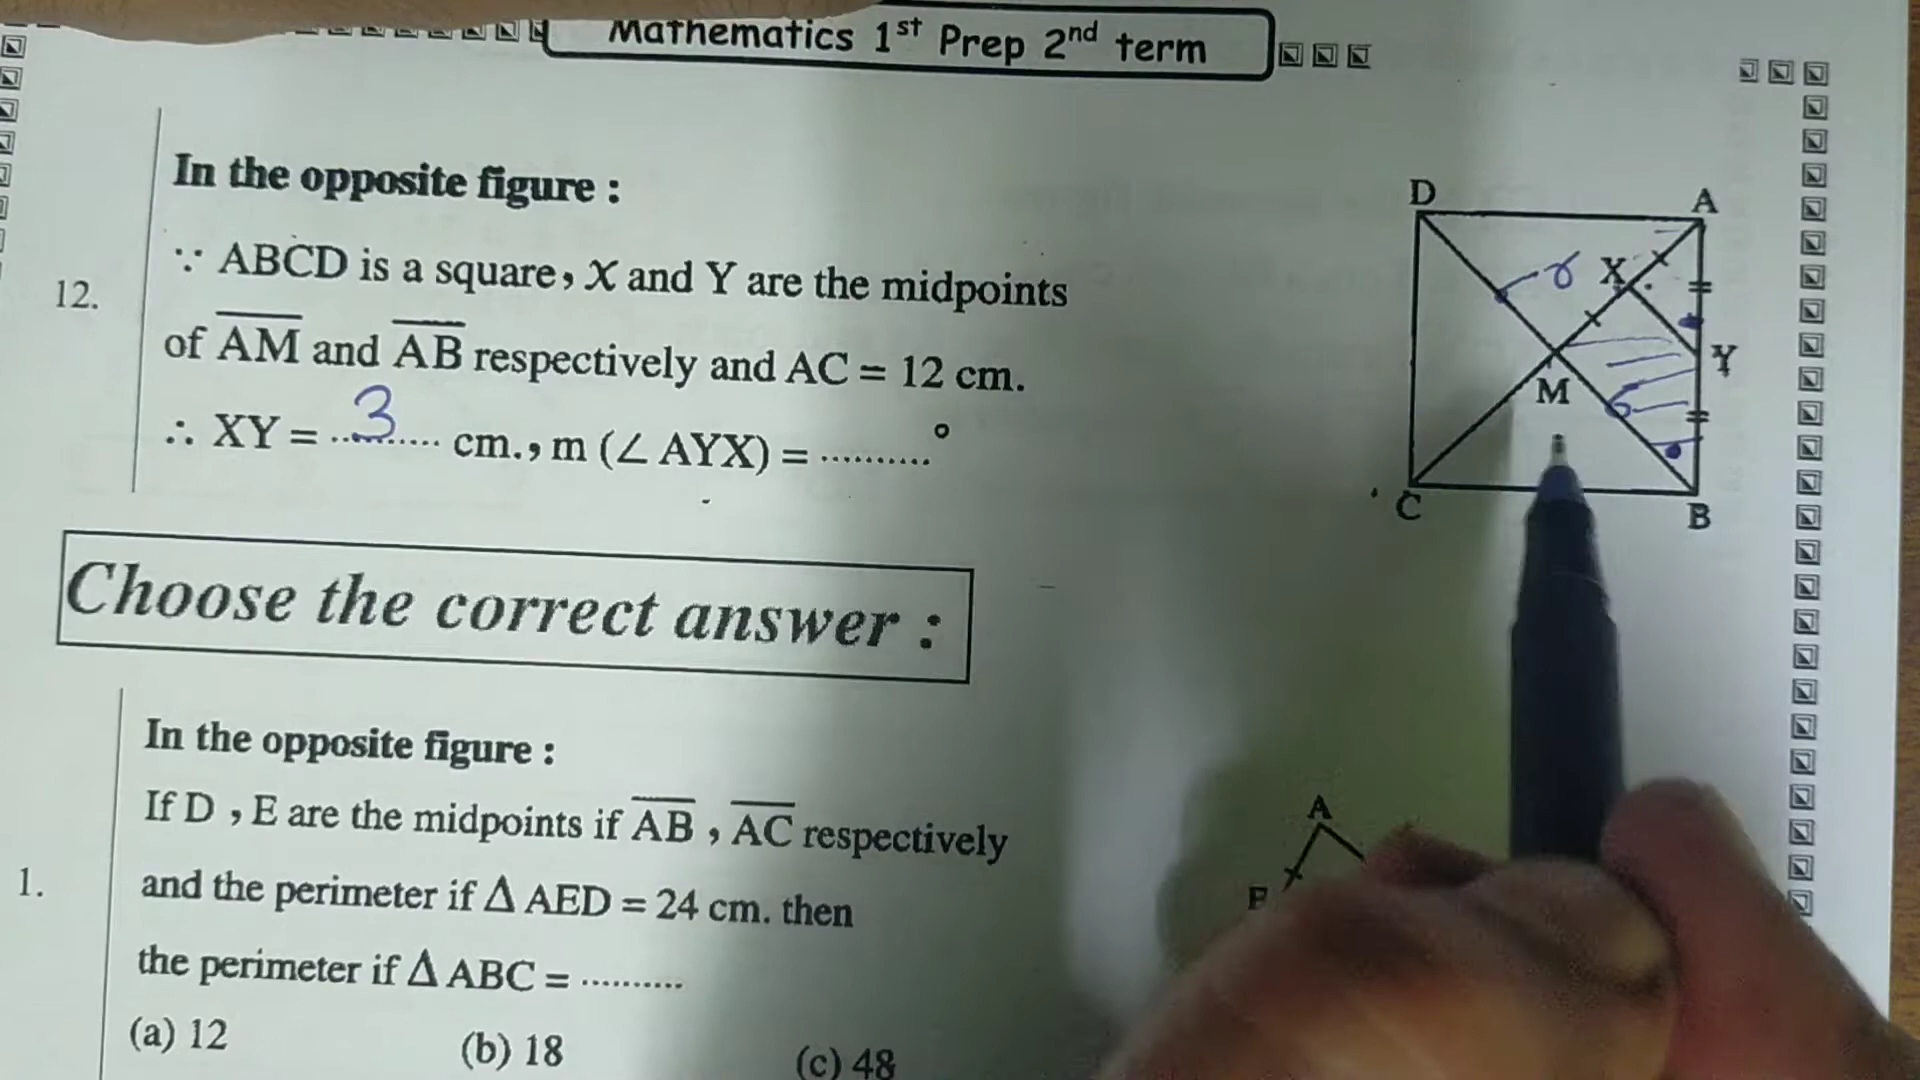 Mathematics 1st Prep 2nd term
In the opposite figure :
12.
∵ ABCD is a square, X and Y are the midpoints
of AM and AB respectively and AC = 12 cm.
∴ XY = ....3.... cm., m (∠ AYX) = ..........°
D
A
X
6
Y
M
6
C
B
Choose the correct answer :
In the opposite figure :
1.
If D , E are the midpoints if AB , AC respectively
and the perimeter if Δ AED = 24 cm. then
the perimeter if Δ ABC = ..........
(a) 12
(b) 18
(c) 48
A